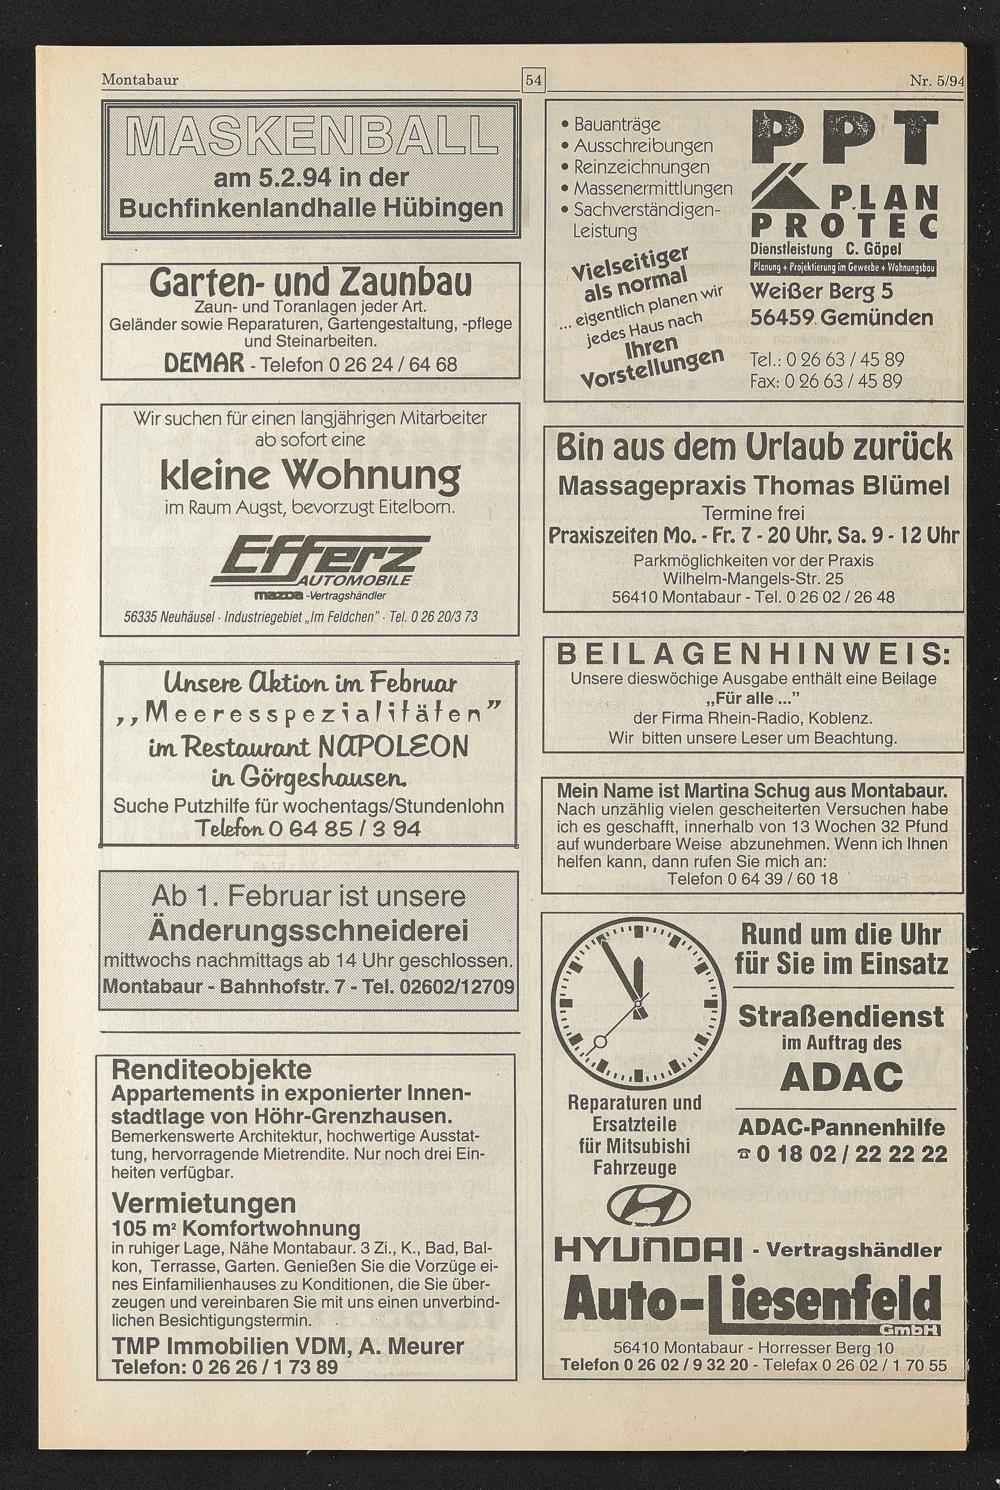 Montabaur
54
Nr. 5/94
MASKENBALL
am 5.2.94 in der
Buchfinkenlandhalle Hübingen
Garten- und Zaunbau
Zaun- und Toranlagen jeder Art.
Geländer sowie Reparaturen, Gartengestaltung, -pflege
und Steinarbeiten.
DEMAR - Telefon 0 26 24 / 64 68
Wir suchen für einen langjährigen Mitarbeiter
ab sofort eine
kleine Wohnung
im Raum Augst, bevorzugt Eitelborn.
Efferz
AUTOMOBILE
mazda -Vertragshändler
56335 Neuhäusel · Industriegebiet „Im Feldchen" · Tel. 0 26 20/3 73
Unsere Aktion im Februar
,,Meeresspezialitäten”
im Restaurant NAPOLEON
in Görgeshausen.
Suche Putzhilfe für wochentags/Stundenlohn
Telefon 0 64 85 / 3 94
Ab 1. Februar ist unsere
Änderungsschneiderei
mittwochs nachmittags ab 14 Uhr geschlossen.
Montabaur - Bahnhofstr. 7 - Tel. 02602/12709
Renditeobjekte
Appartements in exponierter Innen-
stadtlage von Höhr-Grenzhausen.
Bemerkenswerte Architektur, hochwertige Ausstat-
tung, hervorragende Mietrendite. Nur noch drei Ein-
heiten verfügbar.
Vermietungen
105 m² Komfortwohnung
in ruhiger Lage, Nähe Montabaur. 3 Zi., K., Bad, Bal-
kon, Terrasse, Garten. Genießen Sie die Vorzüge ei-
nes Einfamilienhauses zu Konditionen, die Sie über-
zeugen und vereinbaren Sie mit uns einen unverbind-
lichen Besichtigungstermin.
TMP Immobilien VDM, A. Meurer
Telefon: 0 26 26 / 1 73 89
• Bauanträge
• Ausschreibungen
• Reinzeichnungen
• Massenermittlungen
• Sachverständigen-
Leistung
Vielseitiger
als normal
... eigentlich planen wir
jedes Haus nach
Ihren
Vorstellungen
PPT
PLAN
PROTEC
Dienstleistung C. Göpel
Planung + Projektierung im Gewerbe + Wohnungsbau
Weißer Berg 5
56459 Gemünden
Tel.: 0 26 63 / 45 89
Fax: 0 26 63 / 45 89
Bin aus dem Urlaub zurück
Massagepraxis Thomas Blümel
Termine frei
Praxiszeiten Mo. - Fr. 7 - 20 Uhr, Sa. 9 - 12 Uhr
Parkmöglichkeiten vor der Praxis
Wilhelm-Mangels-Str. 25
56410 Montabaur - Tel. 0 26 02 / 26 48
BEILAGENHINWEIS:
Unsere dieswöchige Ausgabe enthält eine Beilage
„Für alle ...”
der Firma Rhein-Radio, Koblenz.
Wir bitten unsere Leser um Beachtung.
Mein Name ist Martina Schug aus Montabaur.
Nach unzählig vielen gescheiterten Versuchen habe
ich es geschafft, innerhalb von 13 Wochen 32 Pfund
auf wunderbare Weise abzunehmen. Wenn ich Ihnen
helfen kann, dann rufen Sie mich an:
Telefon 0 64 39 / 60 18
Rund um die Uhr
für Sie im Einsatz
Straßendienst
im Auftrag des
ADAC
Reparaturen und
Ersatzteile
für Mitsubishi
Fahrzeuge
ADAC-Pannenhilfe
☎ 0 18 02 / 22 22 22
HYUNDAI - Vertragshändler
Auto-Liesenfeld
GmbH
56410 Montabaur - Horresser Berg 10
Telefon 0 26 02 / 9 32 20 - Telefax 0 26 02 / 1 70 55